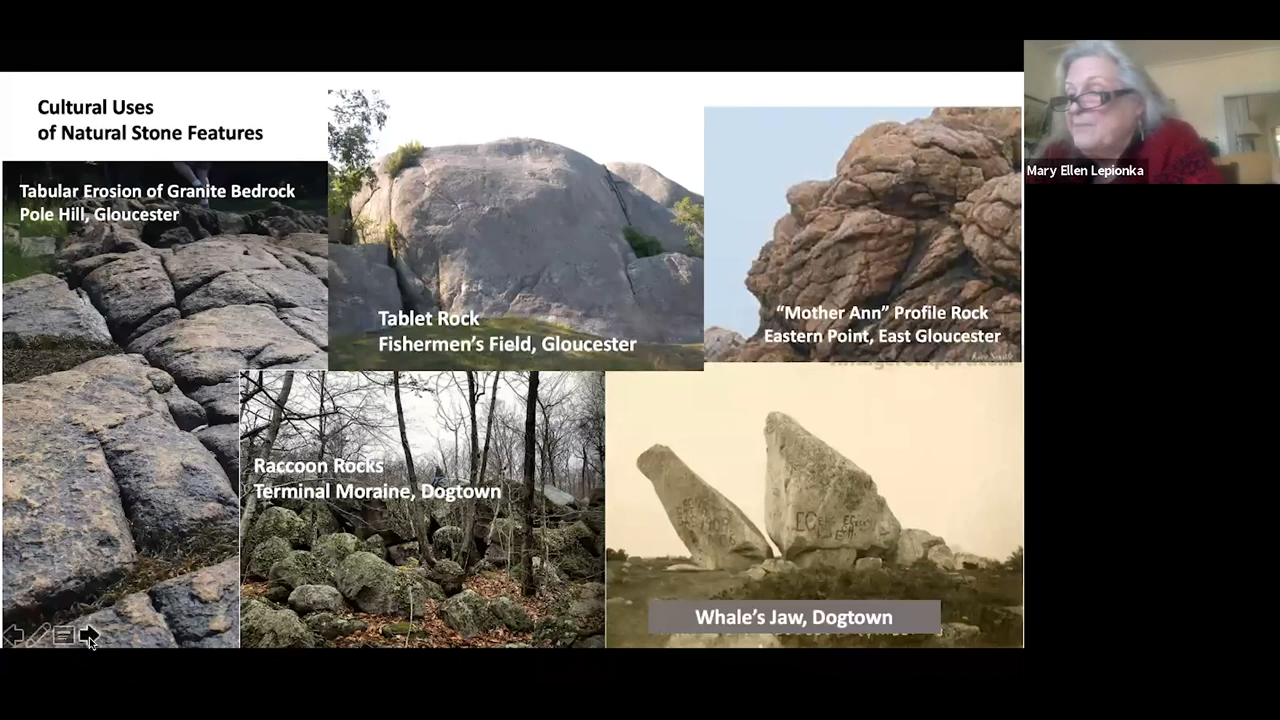 Cultural Uses
of Natural Stone Features
Tabular Erosion of Granite Bedrock
Pole Hill, Gloucester
Tablet Rock
Fishermen's Field, Gloucester
"Mother Ann" Profile Rock
Eastern Point, East Gloucester
Raccoon Rocks
Terminal Moraine, Dogtown
Whale's Jaw, Dogtown
Mary Ellen Lepionka